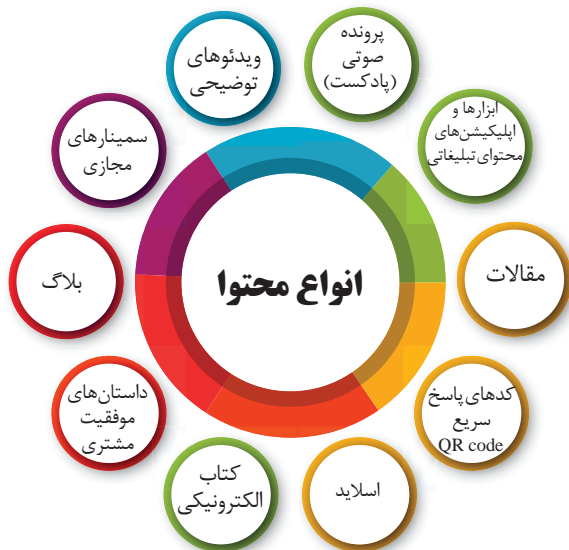 انواع محتوا
پرونده
صوتی
(پادکست)
ابزارها و
اپلیکیشن‌های
محتوای تبلیغاتی
مقالات
کدهای پاسخ
سریع
QR code
اسلاید
کتاب
الکترونیکی
داستان‌های
موفقیت
مشتری
بلاگ
سمینارهای
مجازی
ویدئوهای
توضیحی